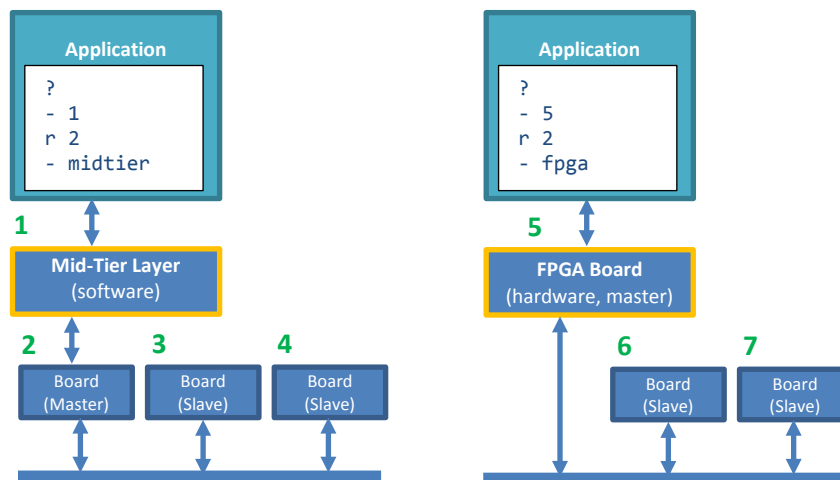 Application
?
- 1
r 2
- midtier
1
Mid-Tier Layer
(software)
2
3
4
Board
(Master)
Board
(Slave)
Board
(Slave)
Application
?
- 5
r 2
- fpga
5
FPGA Board
(hardware, master)
6
7
Board
(Slave)
Board
(Slave)